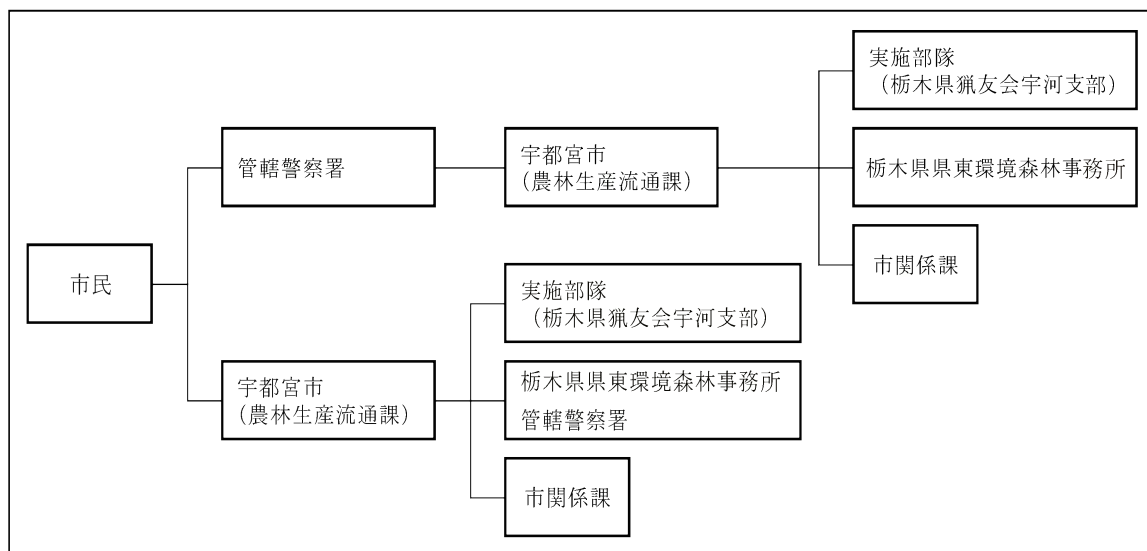 市民
管轄警察署
宇都宮市
(農林生産流通課)
実施部隊
(栃木県猟友会宇河支部)
栃木県県東環境森林事務所
市関係課
宇都宮市
(農林生産流通課)
実施部隊
(栃木県猟友会宇河支部)
栃木県県東環境森林事務所
管轄警察署
市関係課